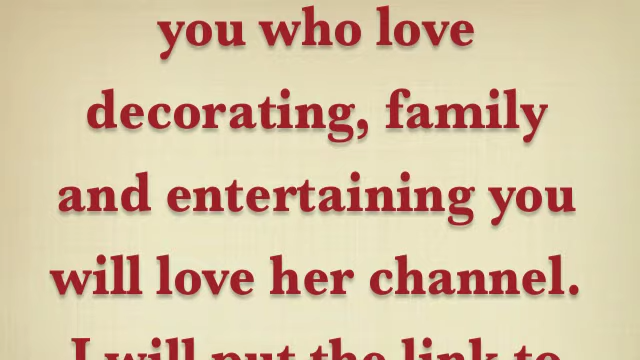 you who love
decorating, family
and entertaining you
will love her channel.
I will put the link to